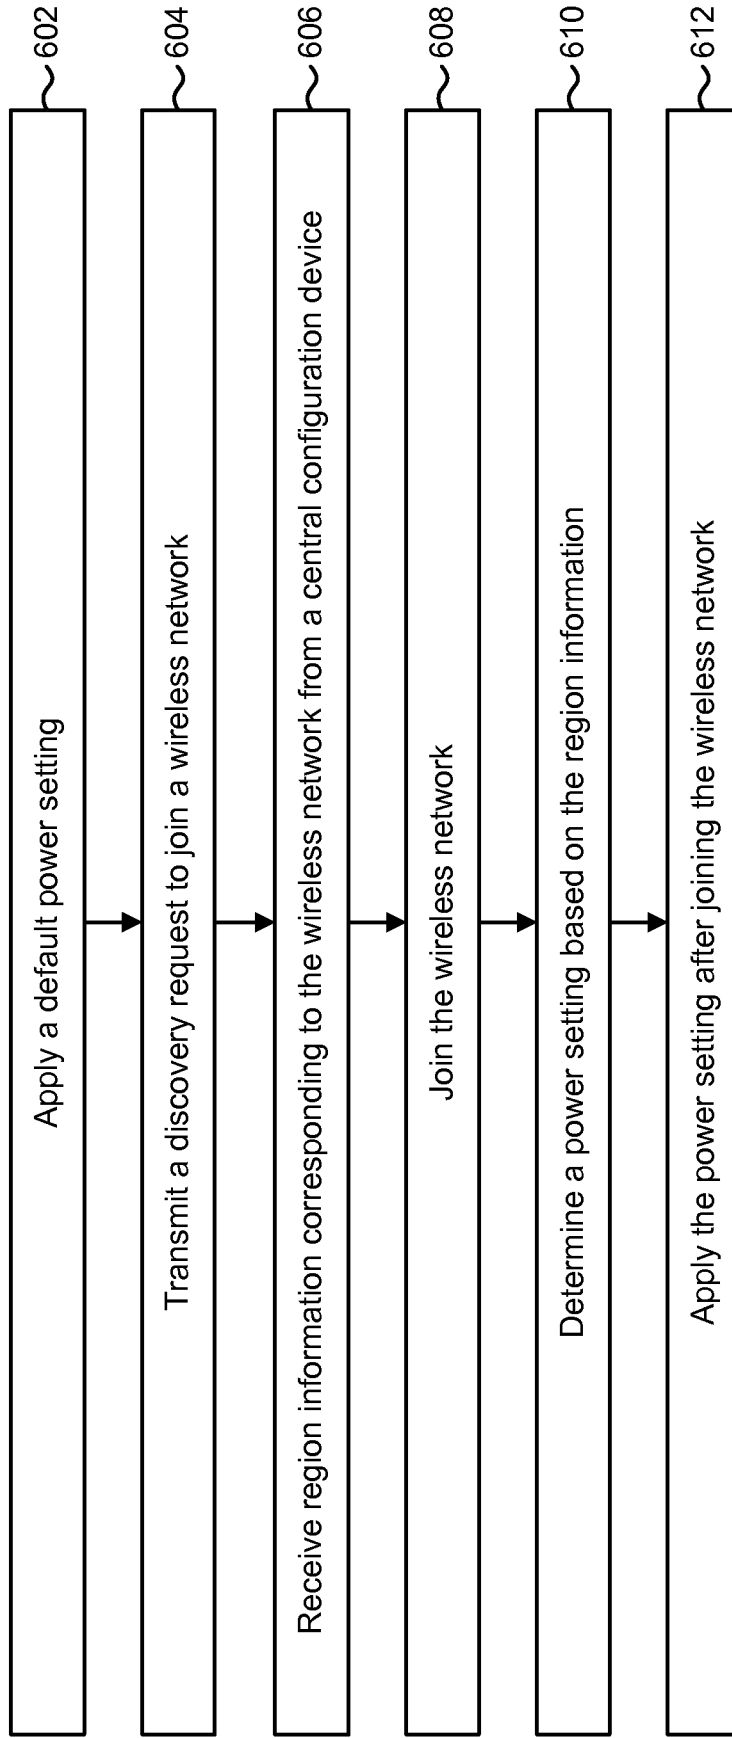 Apply a default power setting
602
Transmit a discovery request to join a wireless network
604
Receive region information corresponding to the wireless network from a central configuration device
606
Join the wireless network
608
Determine a power setting based on the region information
610
Apply the power setting after joining the wireless network
612